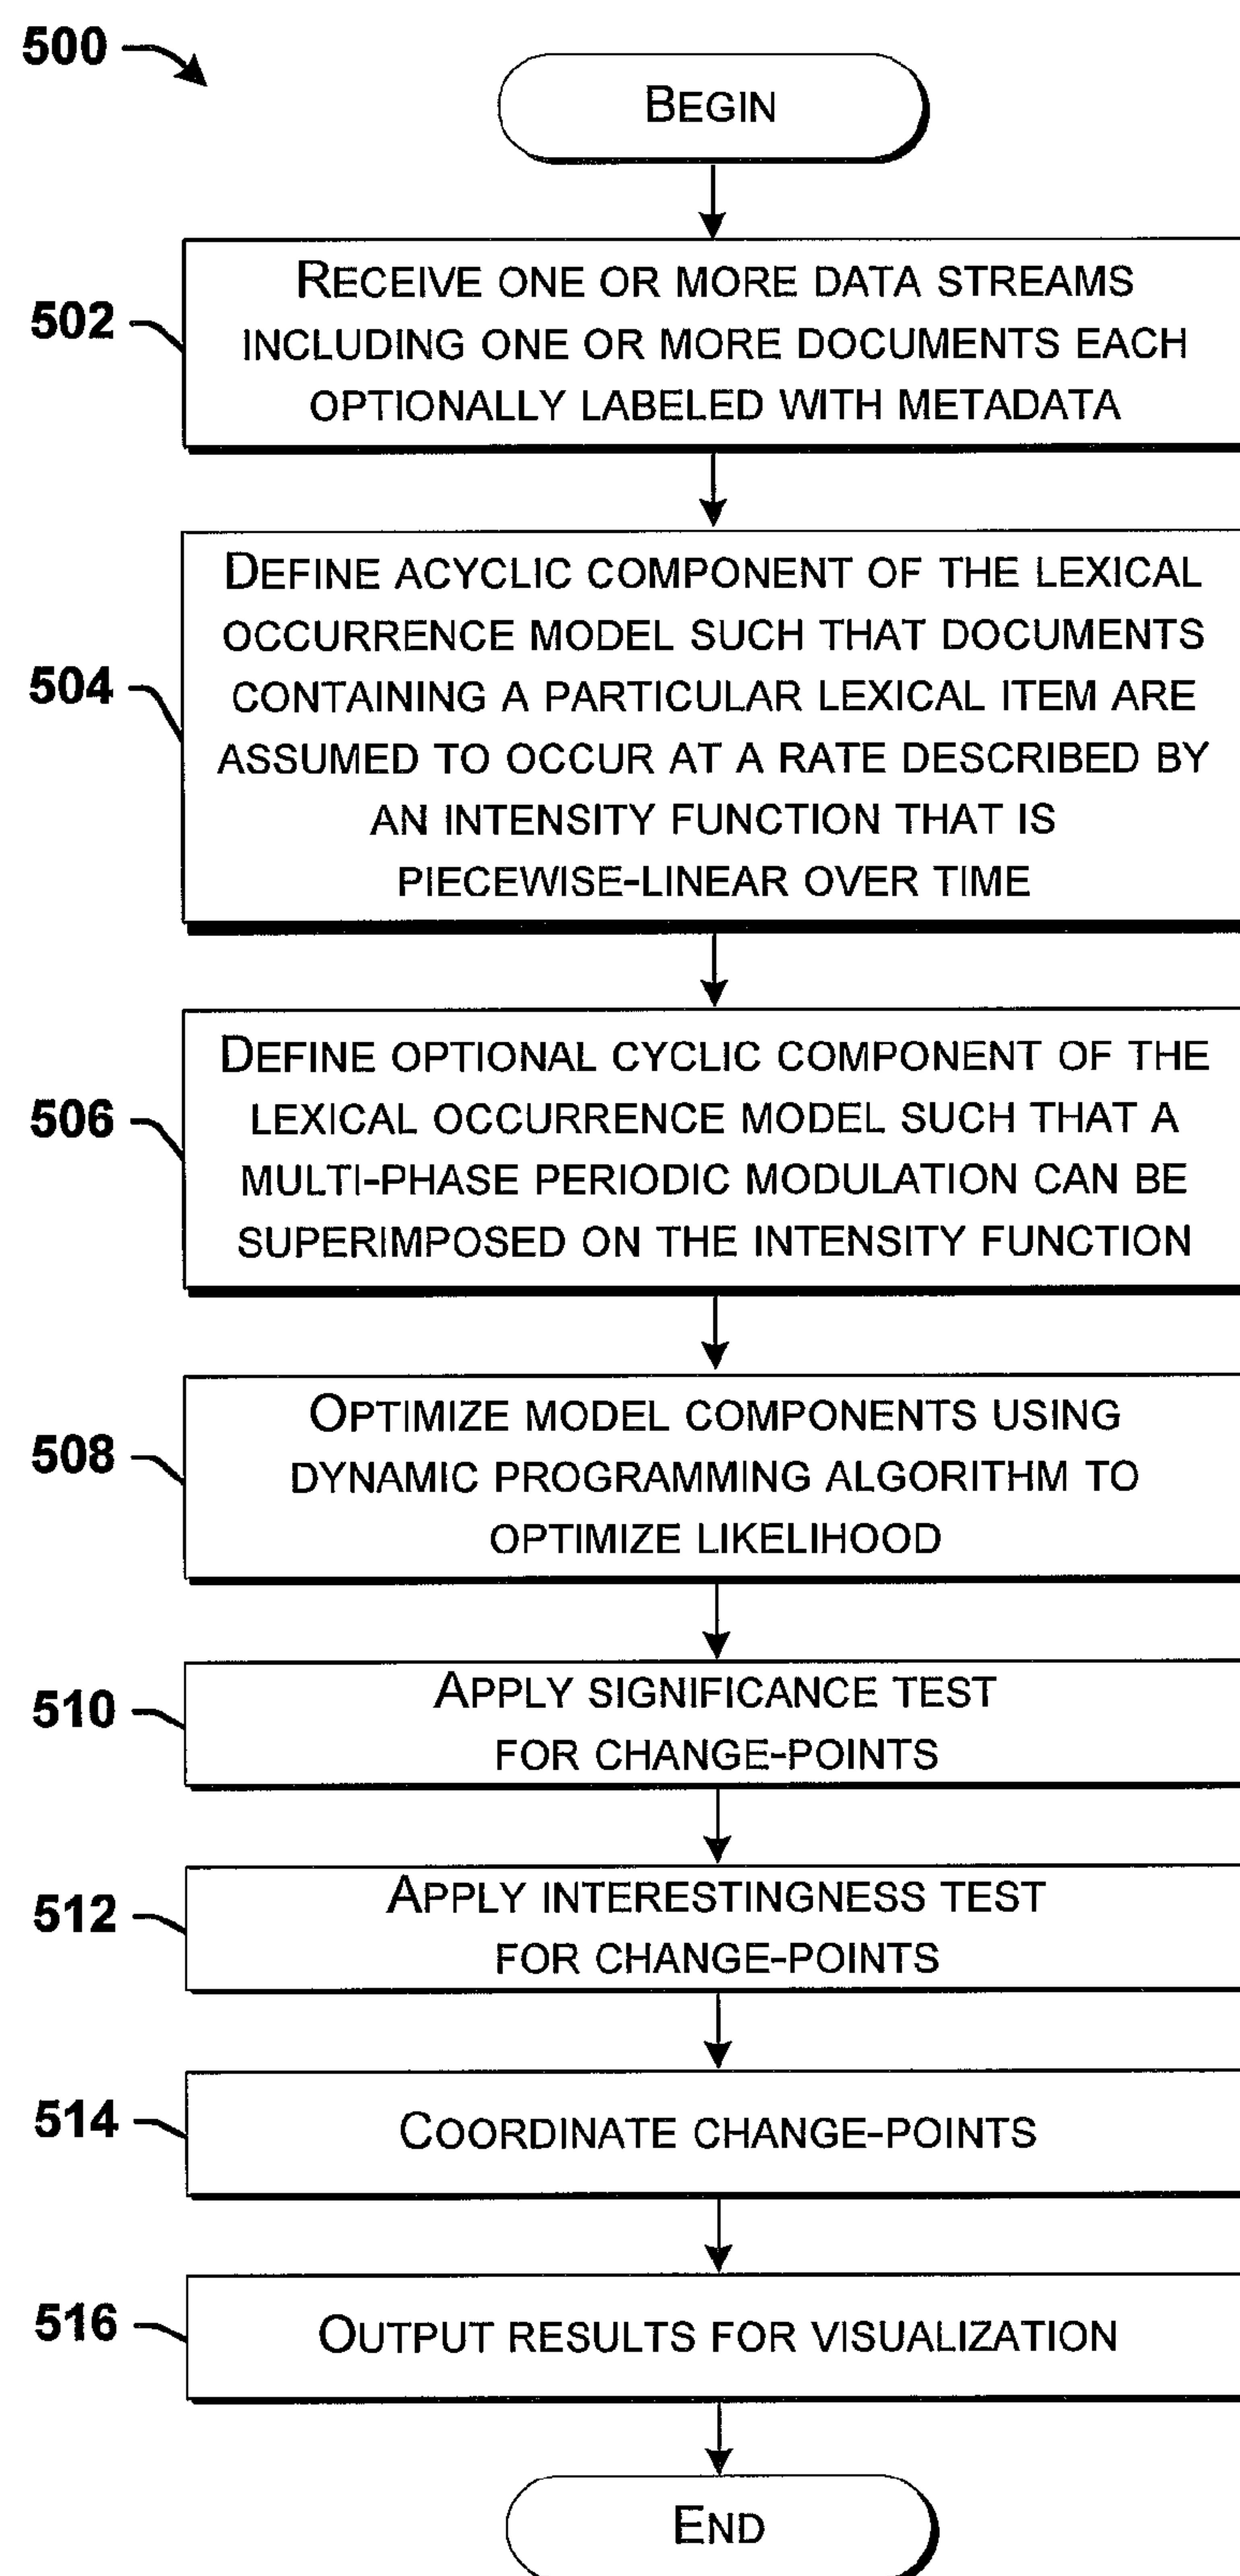 500
BEGIN
502
RECEIVE ONE OR MORE DATA STREAMS
INCLUDING ONE OR MORE DOCUMENTS EACH
OPTIONALLY LABELED WITH METADATA
504
DEFINE ACYCLIC COMPONENT OF THE LEXICAL
OCCURRENCE MODEL SUCH THAT DOCUMENTS
CONTAINING A PARTICULAR LEXICAL ITEM ARE
ASSUMED TO OCCUR AT A RATE DESCRIBED BY
AN INTENSITY FUNCTION THAT IS
PIECEWISE-LINEAR OVER TIME
506
DEFINE OPTIONAL CYCLIC COMPONENT OF THE
LEXICAL OCCURRENCE MODEL SUCH THAT A
MULTI-PHASE PERIODIC MODULATION CAN BE
SUPERIMPOSED ON THE INTENSITY FUNCTION
508
OPTIMIZE MODEL COMPONENTS USING
DYNAMIC PROGRAMMING ALGORITHM TO
OPTIMIZE LIKELIHOOD
510
APPLY SIGNIFICANCE TEST
FOR CHANGE-POINTS
512
APPLY INTERESTINGNESS TEST
FOR CHANGE-POINTS
514
COORDINATE CHANGE-POINTS
516
OUTPUT RESULTS FOR VISUALIZATION
END